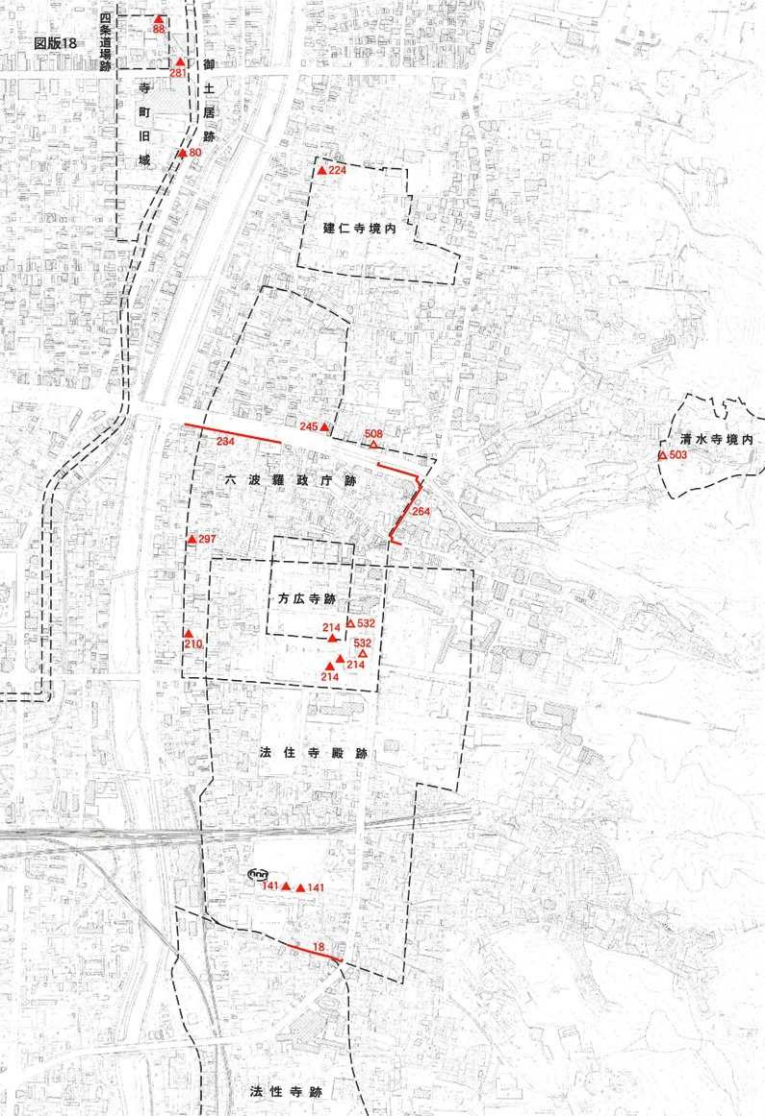 図版18
四条道場跡
88
281
御土居跡
寺町旧域
80
224
建仁寺境内
245
508
234
清水寺境内
503
六波羅政庁跡
264
297
方広寺跡
532
214
210
532
214
214
法住寺殿跡
141
141
18
法性寺跡